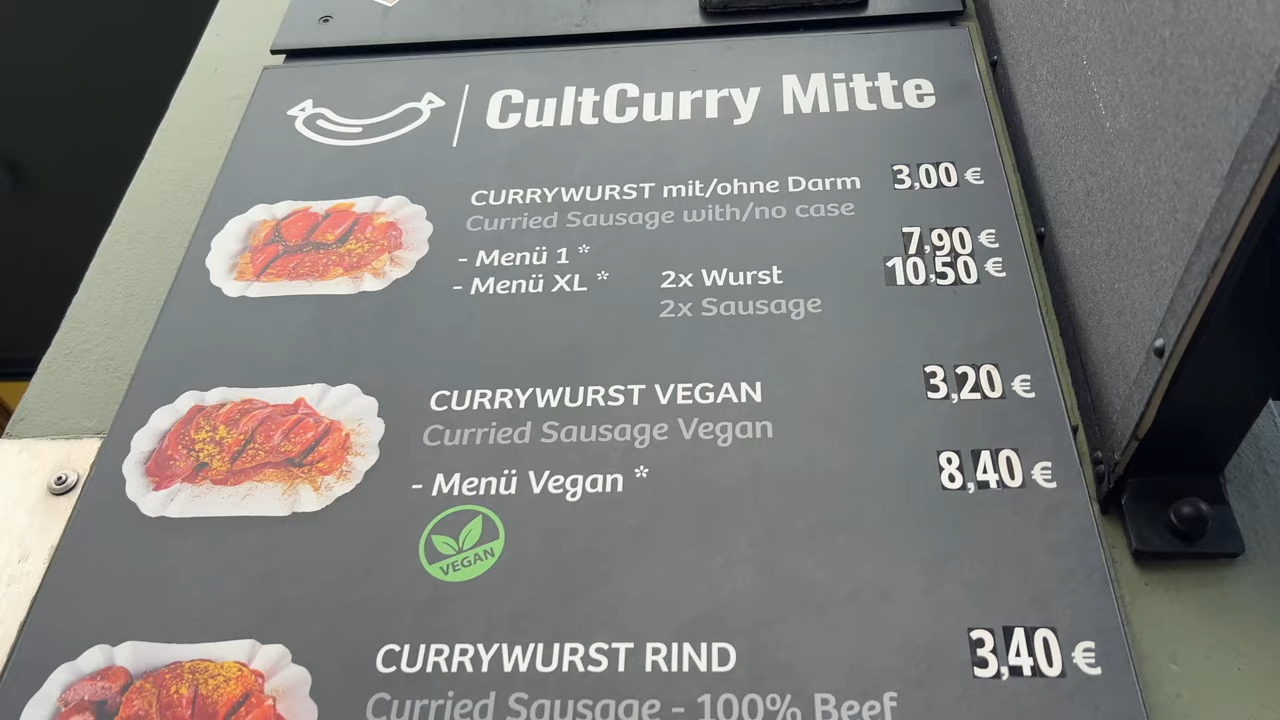 CultCurry Mitte
CURRYWURST mit/ohne Darm 3,00 €
Curried Sausage with/no case
- Menü 1 * 7,90 €
- Menü XL * 2x Wurst 10,50 €
2x Sausage
CURRYWURST VEGAN 3,20 €
Curried Sausage Vegan
- Menü Vegan * 8,40 €
VEGAN
CURRYWURST RIND 3,40 €
Curried Sausage - 100% Beef